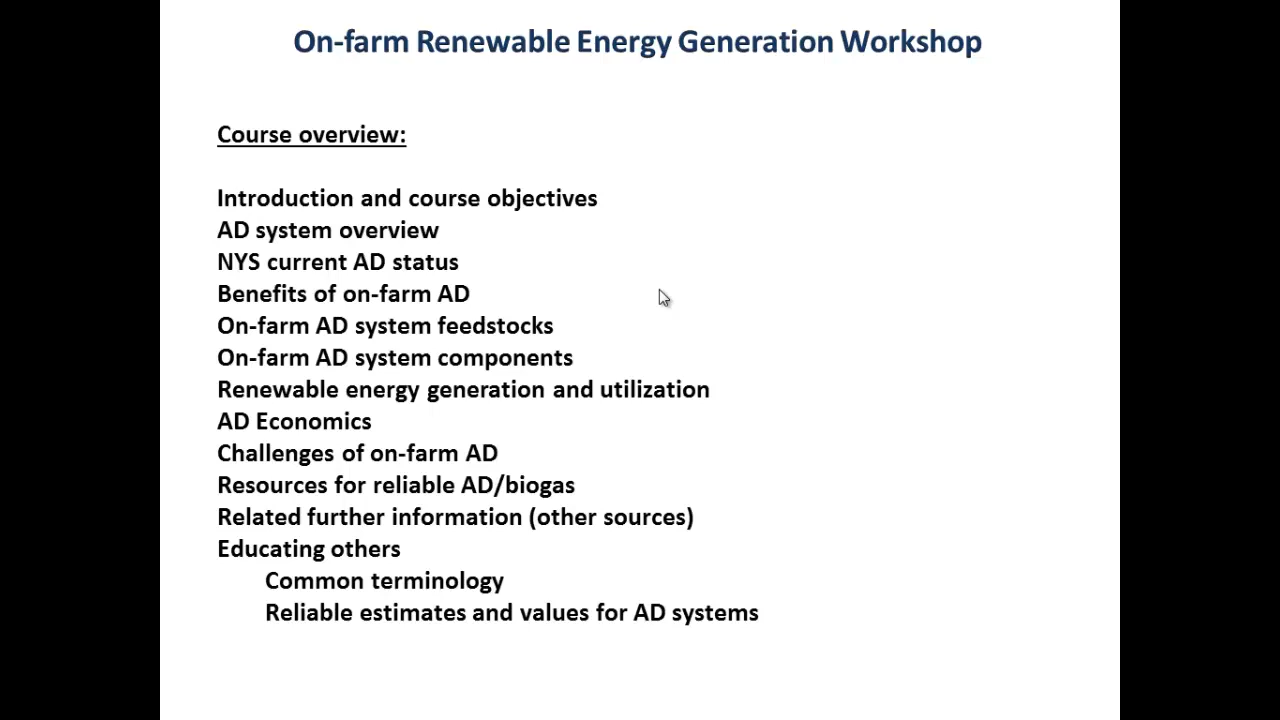 On-farm Renewable Energy Generation Workshop
Course overview:
Introduction and course objectives
AD system overview
NYS current AD status
Benefits of on-farm AD
On-farm AD system feedstocks
On-farm AD system components
Renewable energy generation and utilization
AD Economics
Challenges of on-farm AD
Resources for reliable AD/biogas
Related further information (other sources)
Educating others
Common terminology
Reliable estimates and values for AD systems